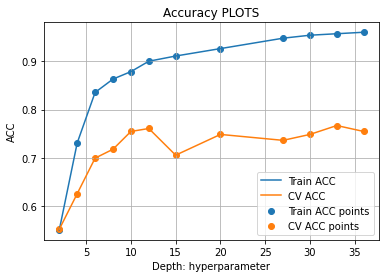 Accuracy PLOTS
ACC
0.9
0.8
0.7
0.6
5 10 15 20 25 30 35
Depth: hyperparameter
Train ACC
CV ACC
Train ACC points
CV ACC points